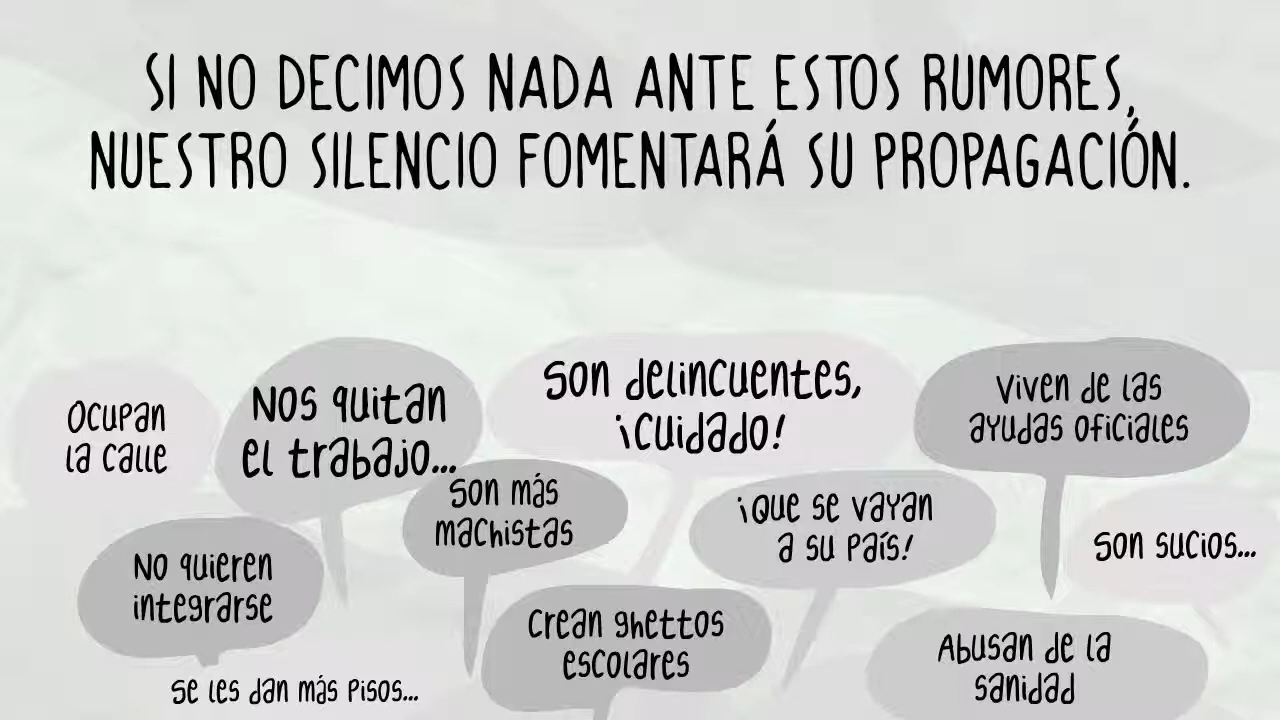 SI NO DECIMOS NADA ANTE ESTOS RUMORES,
NUESTRO SILENCIO FOMENTARÁ SU PROPAGACIÓN.
Ocupan
la calle
Nos quitan
el trabajo...
Son delincuentes,
¡cuidado!
Viven de las
ayudas oficiales
Son más
machistas
¡Que se vayan
a su país!
Son sucios...
No quieren
integrarse
Crean ghettos
escolares
Abusan de la
sanidad
Se les dan más pisos...